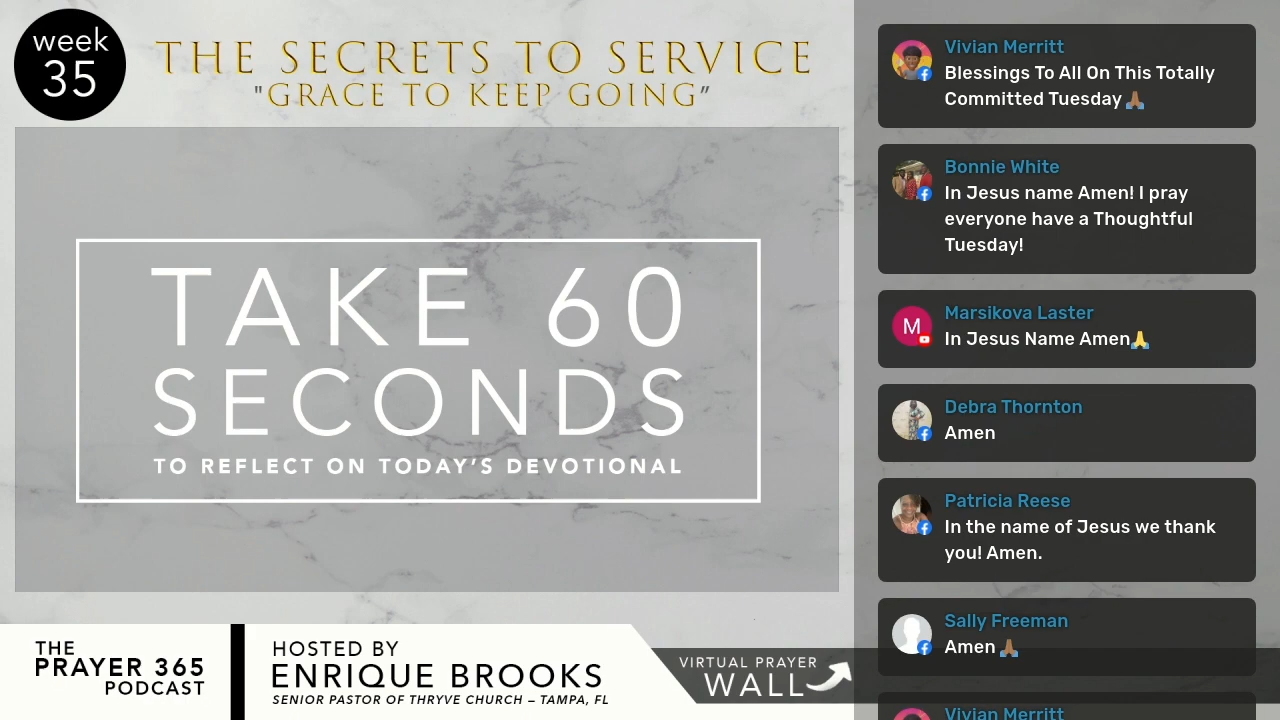 week
35
THE SECRETS TO SERVICE
"GRACE TO KEEP GOING”
TAKE 60
SECONDS
TO REFLECT ON TODAY’S DEVOTIONAL
THE
PRAYER 365
PODCAST
HOSTED BY
ENRIQUE BROOKS
SENIOR PASTOR OF THRYVE CHURCH – TAMPA, FL
VIRTUAL PRAYER
WALL
Vivian Merritt
Blessings To All On This Totally
Committed Tuesday 🙏🏾
Bonnie White
In Jesus name Amen! I pray
everyone have a Thoughtful
Tuesday!
M
Marsikova Laster
In Jesus Name Amen🙏
Debra Thornton
Amen
Patricia Reese
In the name of Jesus we thank
you! Amen.
Sally Freeman
Amen 🙏🏾
Vivian Merritt